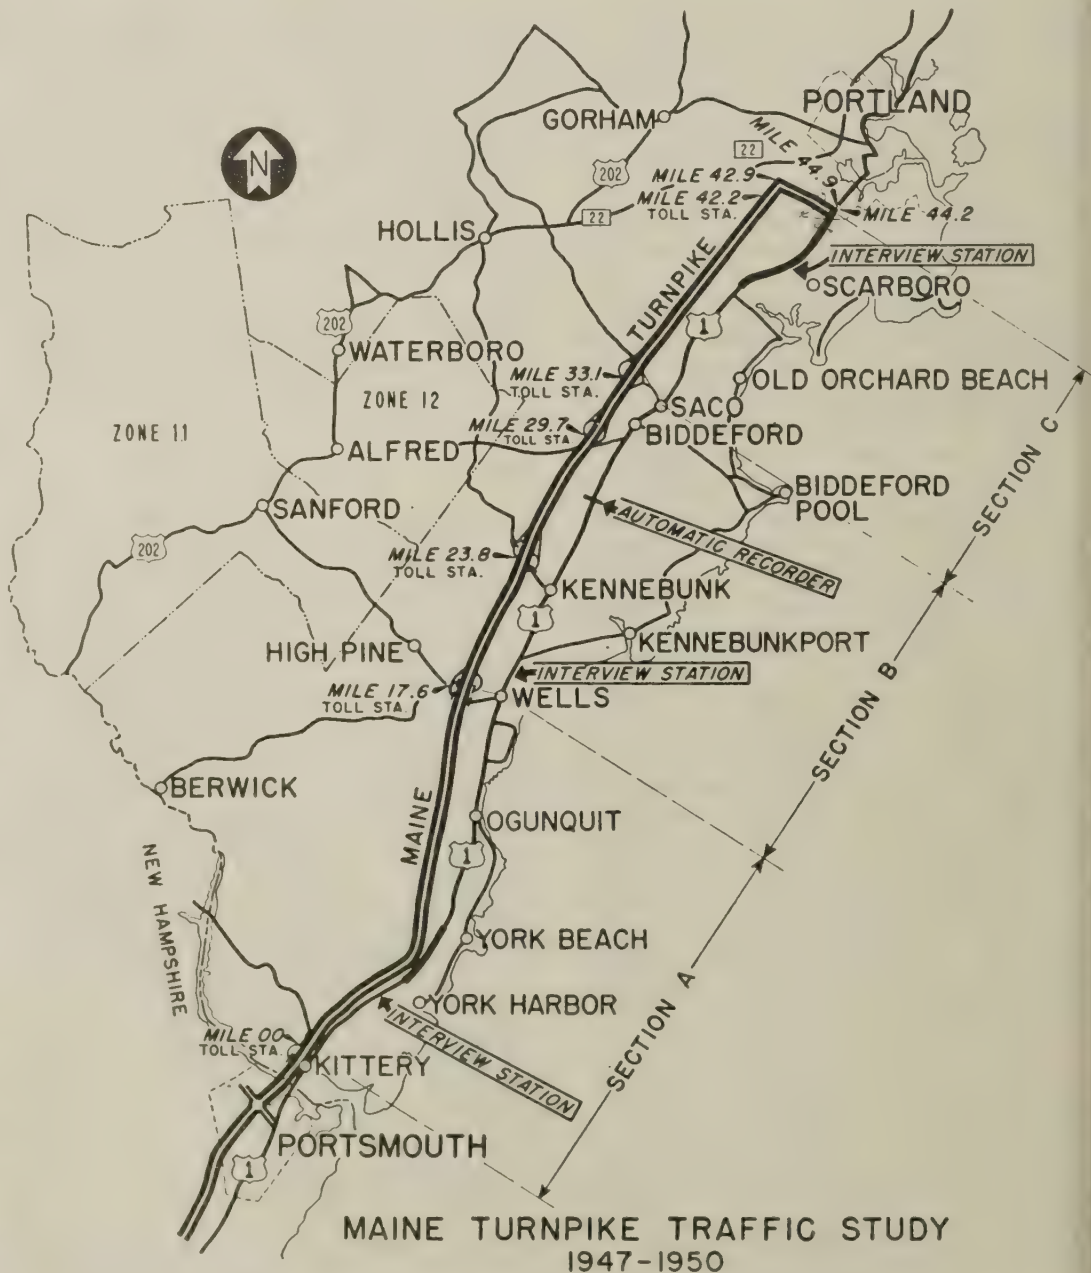 PORTLAND
GORHAM
22
MILE 44.9
202
MILE 42.9
MILE 42.2
TOLL STA.
MILE 44.2
22
HOLLIS
INTERVIEW STATION
SCARBORO
TURNPIKE
1
202
WATERBORO
MILE 33.1
TOLL STA.
OLD ORCHARD BEACH
ZONE 12
SACO
ZONE 11
MILE 29.7
TOLL STA
BIDDEFORD
ALFRED
SECTION C
BIDDEFORD
POOL
SANFORD
AUTOMATIC RECORDER
202
MILE 23.8
TOLL STA.
KENNEBUNK
1
KENNEBUNKPORT
HIGH PINE
INTERVIEW STATION
MILE 17.6
TOLL STA.
WELLS
SECTION B
BERWICK
MAINE
OGUNQUIT
1
NEW HAMPSHIRE
YORK BEACH
YORK HARBOR
SECTION A
INTERVIEW STATION
MILE 00
TOLL STA.
KITTERY
PORTSMOUTH
1
MAINE TURNPIKE TRAFFIC STUDY
1947-1950
N